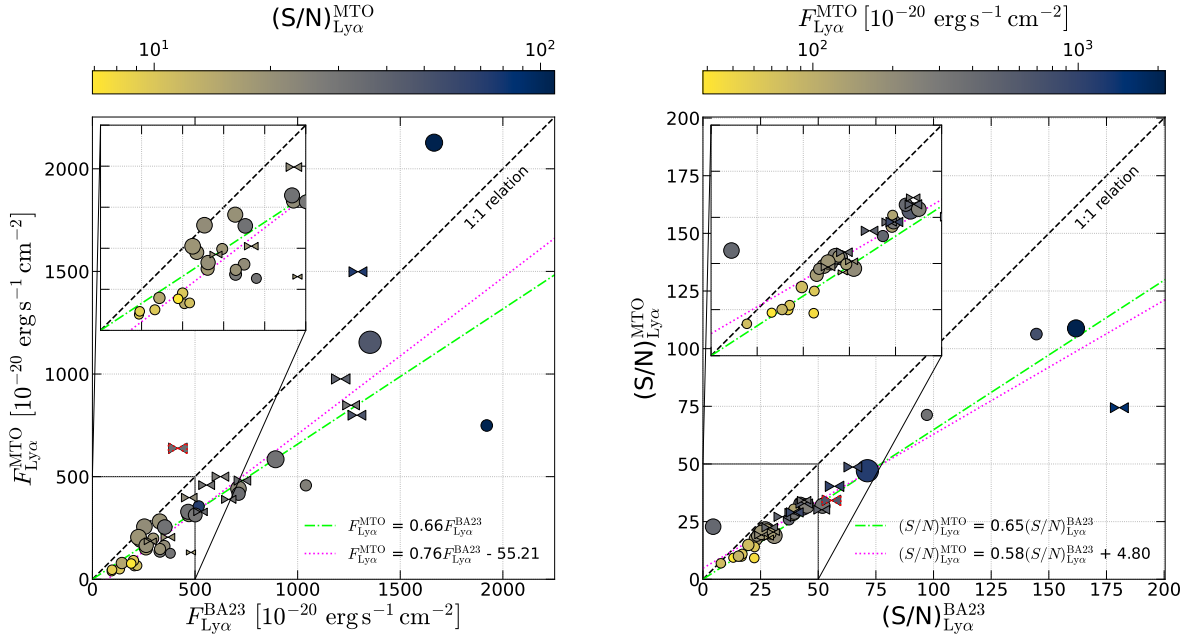 (S/N)^MTO_Lyα
10^1 10^2
2000
1500
1000
500
0
0 500 1000 1500 2000
F^MTO_Lyα [10^−20 erg s^−1 cm^−2]
1:1 relation
F^MTO_Lyα = 0.66F^BA23_Lyα
F^MTO_Lyα = 0.76F^BA23_Lyα - 55.21
F^BA23_Lyα [10^−20 erg s^−1 cm^−2]
F^MTO_Lyα [10^−20 erg s^−1 cm^−2]
10^2 10^3
200
175
150
125
100
75
50
25
0
0 25 50 75 100 125 150 175 200
(S/N)^MTO_Lyα
1:1 relation
(S/N)^MTO_Lyα = 0.65(S/N)^BA23_Lyα
(S/N)^MTO_Lyα = 0.58(S/N)^BA23_Lyα + 4.80
(S/N)^BA23_Lyα